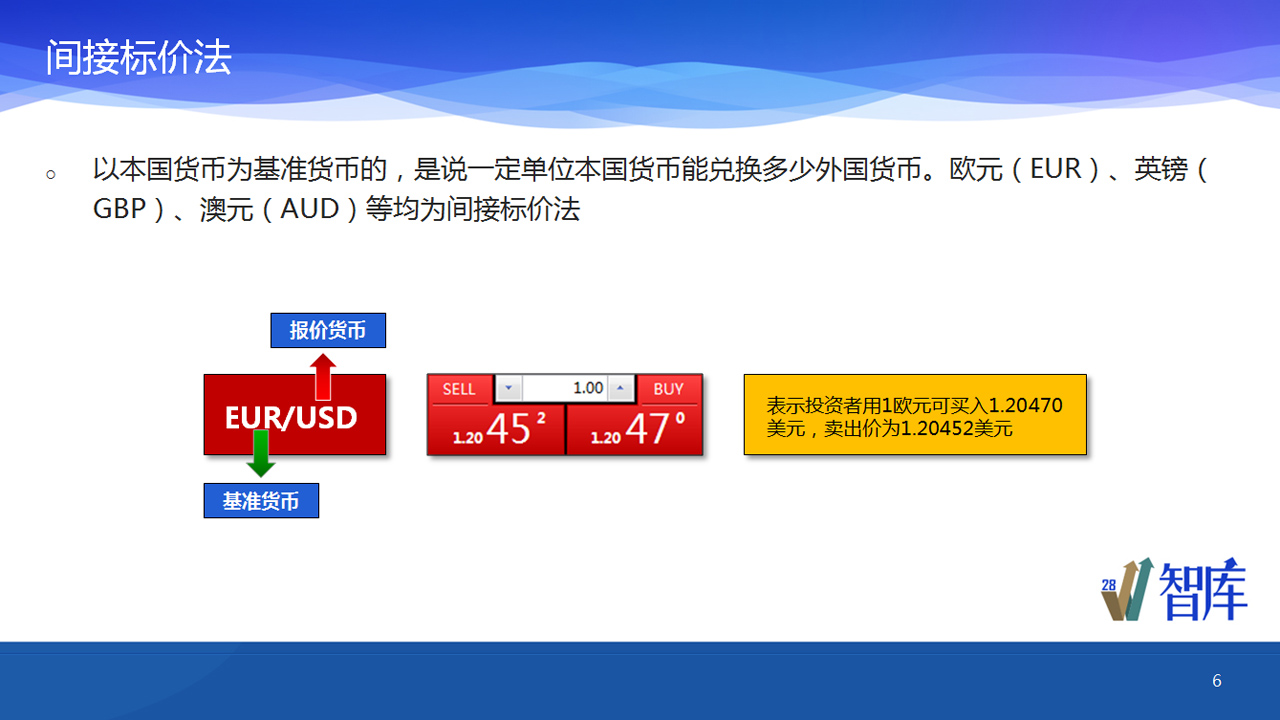 间接标价法
○ 以本国货币为基准货币的，是说一定单位本国货币能兑换多少外国货币。欧元（EUR）、英镑（
GBP）、澳元（AUD）等均为间接标价法
报价货币
EUR/USD
基准货币
SELL 1.00 BUY
1.20 45 2 1.20 47 0
表示投资者用1欧元可买入1.20470
美元，卖出价为1.20452美元
28 智库
6